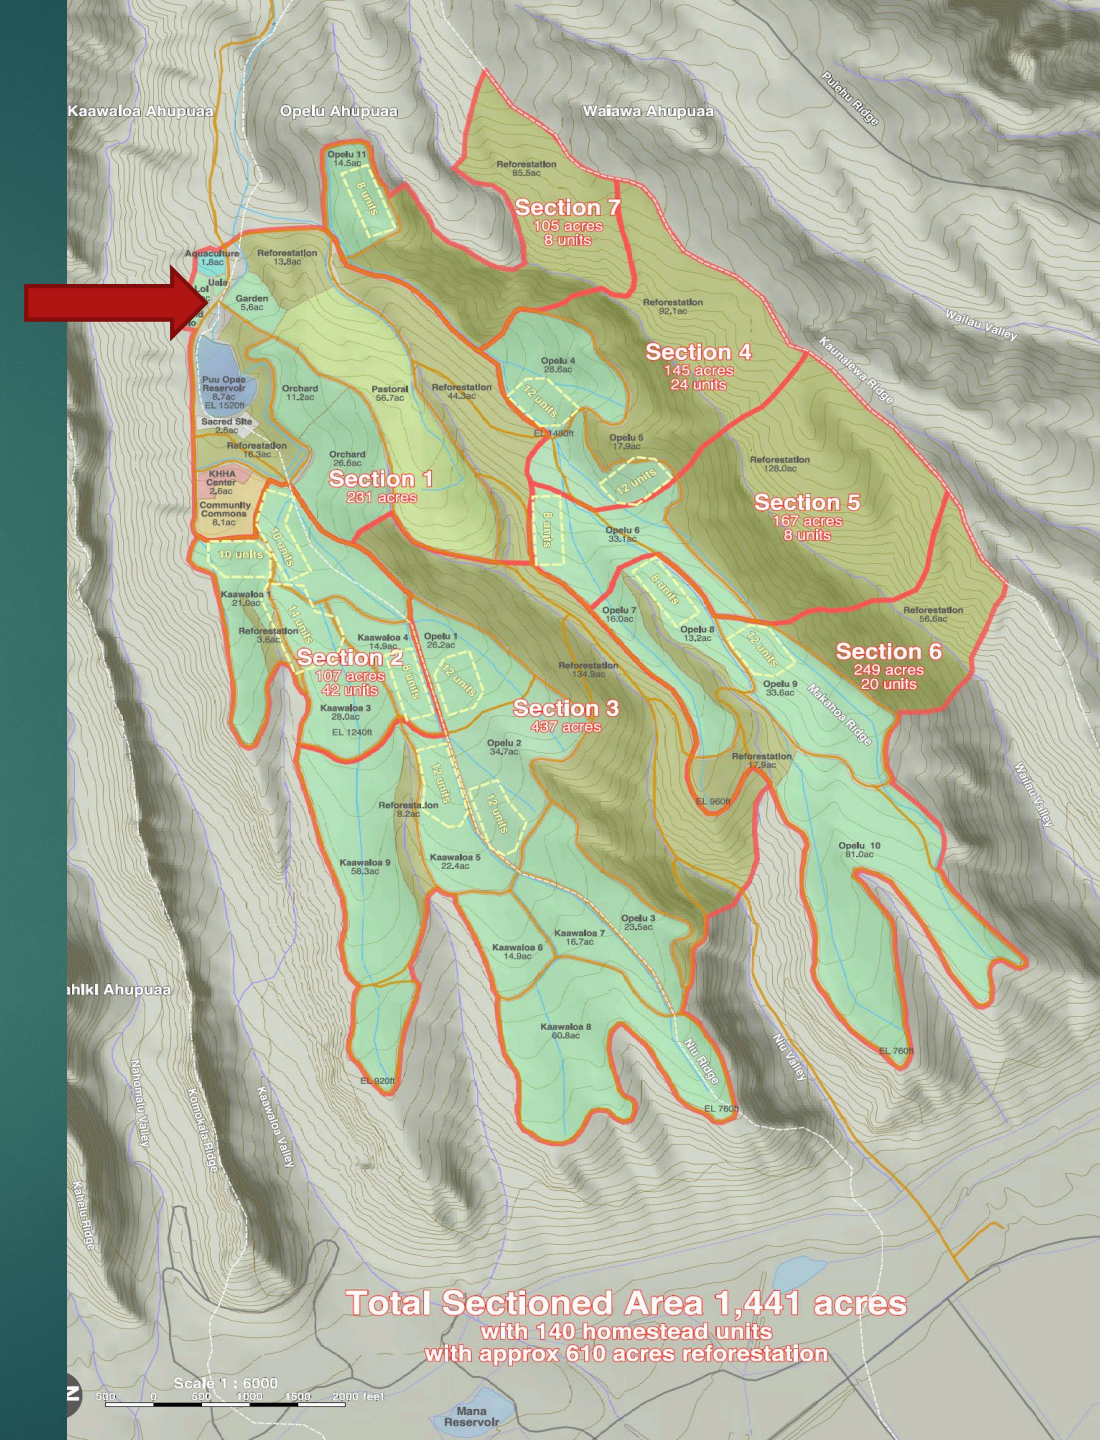 Kaawaloa Ahupuaa
Opelu Ahupuaa
Waiawa Ahupuaa
Pulehu Ridge
Opelu 11
14.5ac
8 units
Reforestation
85.5ac
Section 7
105 acres
8 units
Aquaculture
1.8ac
Reforestation
13.8ac
Uala
Loi
Garden
5.6ac
Reforestation
92.1ac
Wailau Valley
Kaunalewa Ridge
Section 4
145 acres
24 units
Opelu 4
28.6ac
12 units
EL 1480ft
Puu Opae
Reservoir
8.7ac
EL 1520ft
Orchard
11.2ac
Pastoral
56.7ac
Reforestation
44.3ac
Sacred Site
2.5ac
Reforestation
16.3ac
Orchard
26.6ac
Opelu 5
17.9ac
12 units
Reforestation
128.0ac
Section 1
231 acres
KHHA
Center
2.6ac
Community
Commons
8.1ac
Section 5
167 acres
8 units
8 units
Opelu 6
33.1ac
10 units
10 units
Kaawaloa 1
21.0ac
14 units
Reforestation
3.6ac
Kaawaloa 4
14.9ac
8 units
Opelu 1
26.2ac
12 units
8 units
Opelu 7
16.0ac
Opelu 8
13.2ac
12 units
Reforestation
56.6ac
Section 2
107 acres
42 units
Section 6
249 acres
20 units
Reforestation
134.9ac
Opelu 9
33.6ac
Makahoa Ridge
Kaawaloa 3
28.0ac
EL 1240ft
Section 3
437 acres
Opelu 2
34.7ac
Reforestation
17.9ac
EL 960ft
Wailau Valley
12 units
12 units
Reforesta.ion
8.2ac
Kaawaloa 9
58.3ac
Kaawaloa 5
22.4ac
Opelu 10
81.0ac
Opelu 3
23.5ac
Kaawaloa 7
16.7ac
Kaawaloa 6
14.9ac
ahiki Ahupuaa
Kaawaloa 8
60.8ac
Niu Ridge
Niu Valley
EL 760ft
EL 920ft
EL 760ft
Nahomalu Valley
Komokala Ridge
Kaawaloa Valley
Kahelu Ridge
Total Sectioned Area 1,441 acres
with 140 homestead units
with approx 610 acres reforestation
Scale 1 : 6000
500 0 500 1000 1500 2000 feet
N
Mana
Reservoir